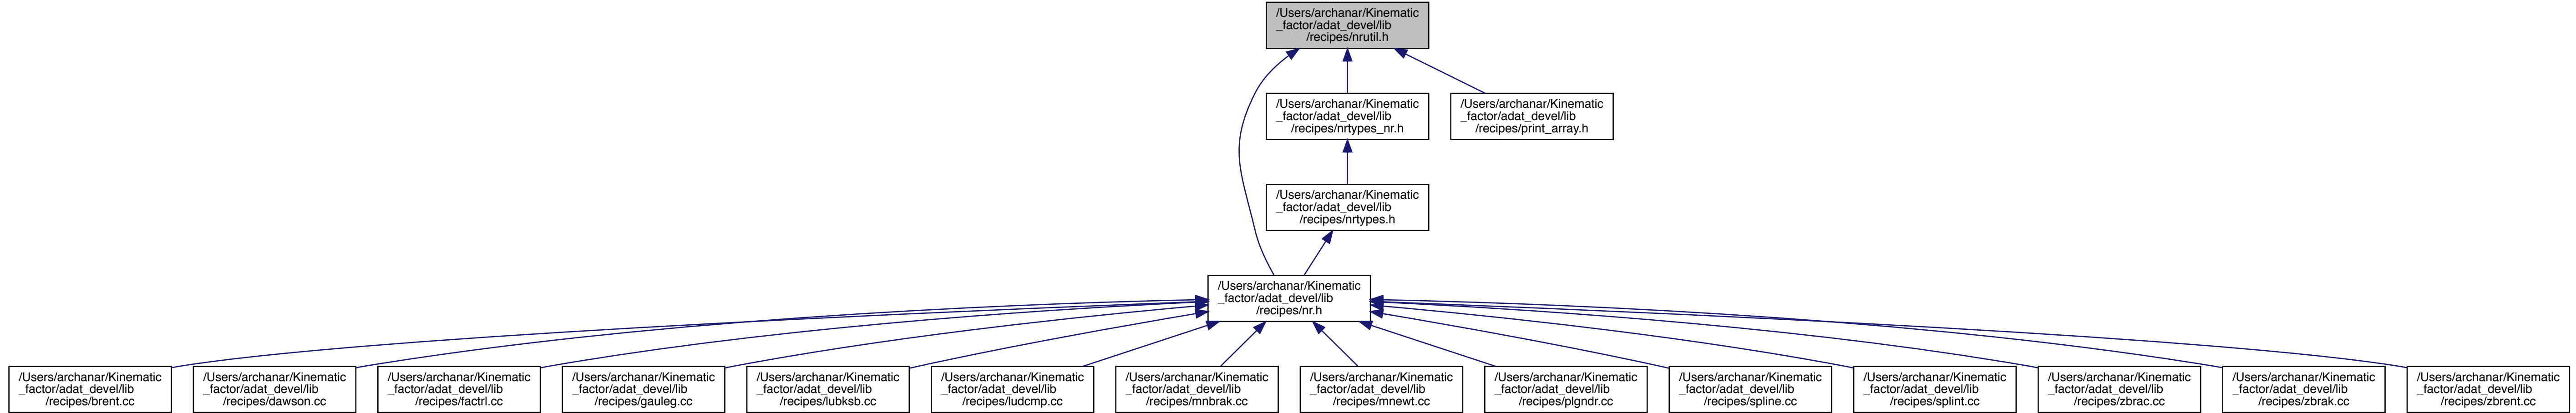 /Users/archanar/Kinematic
_factor/adat_devel/lib
/recipes/nrutil.h
/Users/archanar/Kinematic
_factor/adat_devel/lib
/recipes/nrtypes_nr.h
/Users/archanar/Kinematic
_factor/adat_devel/lib
/recipes/print_array.h
/Users/archanar/Kinematic
_factor/adat_devel/lib
/recipes/nrtypes.h
/Users/archanar/Kinematic
_factor/adat_devel/lib
/recipes/nr.h
/Users/archanar/Kinematic
_factor/adat_devel/lib
/recipes/brent.cc
/Users/archanar/Kinematic
_factor/adat_devel/lib
/recipes/dawson.cc
/Users/archanar/Kinematic
_factor/adat_devel/lib
/recipes/factrl.cc
/Users/archanar/Kinematic
_factor/adat_devel/lib
/recipes/gauleg.cc
/Users/archanar/Kinematic
_factor/adat_devel/lib
/recipes/lubksb.cc
/Users/archanar/Kinematic
_factor/adat_devel/lib
/recipes/ludcmp.cc
/Users/archanar/Kinematic
_factor/adat_devel/lib
/recipes/mnbrak.cc
/Users/archanar/Kinematic
_factor/adat_devel/lib
/recipes/mnewt.cc
/Users/archanar/Kinematic
_factor/adat_devel/lib
/recipes/plgndr.cc
/Users/archanar/Kinematic
_factor/adat_devel/lib
/recipes/spline.cc
/Users/archanar/Kinematic
_factor/adat_devel/lib
/recipes/splint.cc
/Users/archanar/Kinematic
_factor/adat_devel/lib
/recipes/zbrac.cc
/Users/archanar/Kinematic
_factor/adat_devel/lib
/recipes/zbrak.cc
/Users/archanar/Kinematic
_factor/adat_devel/lib
/recipes/zbrent.cc